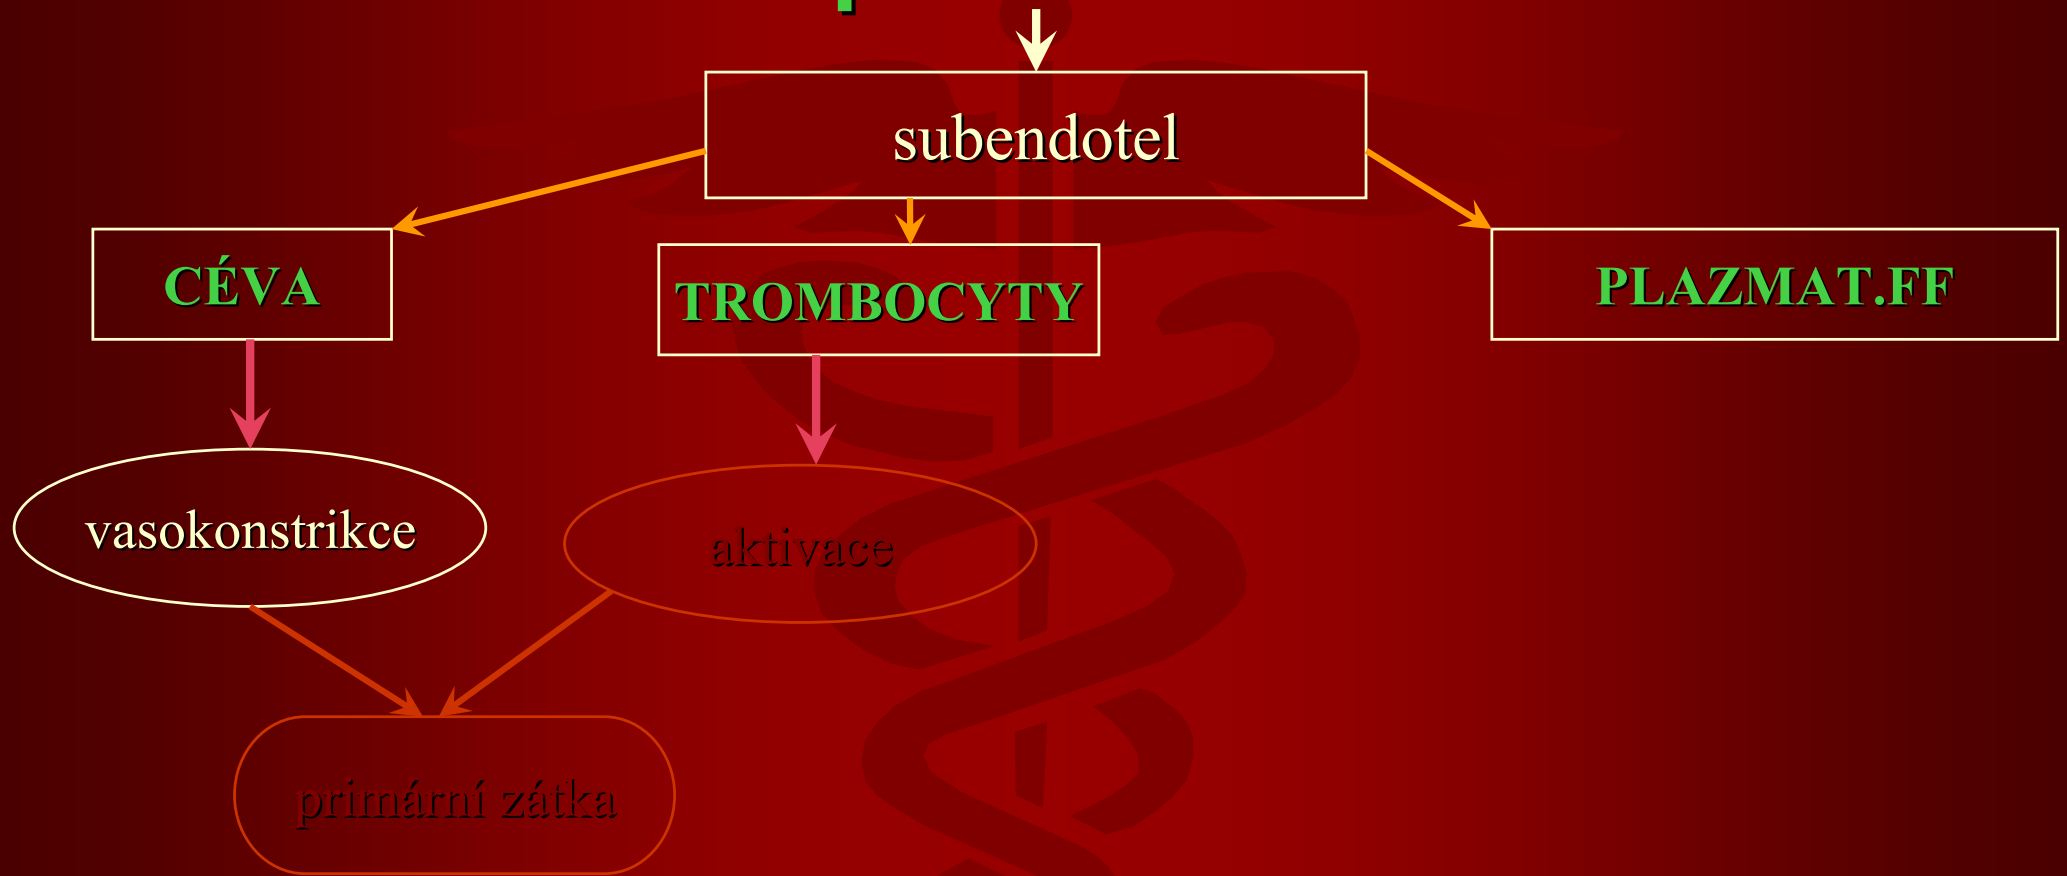 subendotel
CÉVA
TROMBOCYTY
PLAZMAT.FF
vasokonstrikce
aktivace
primární zátka